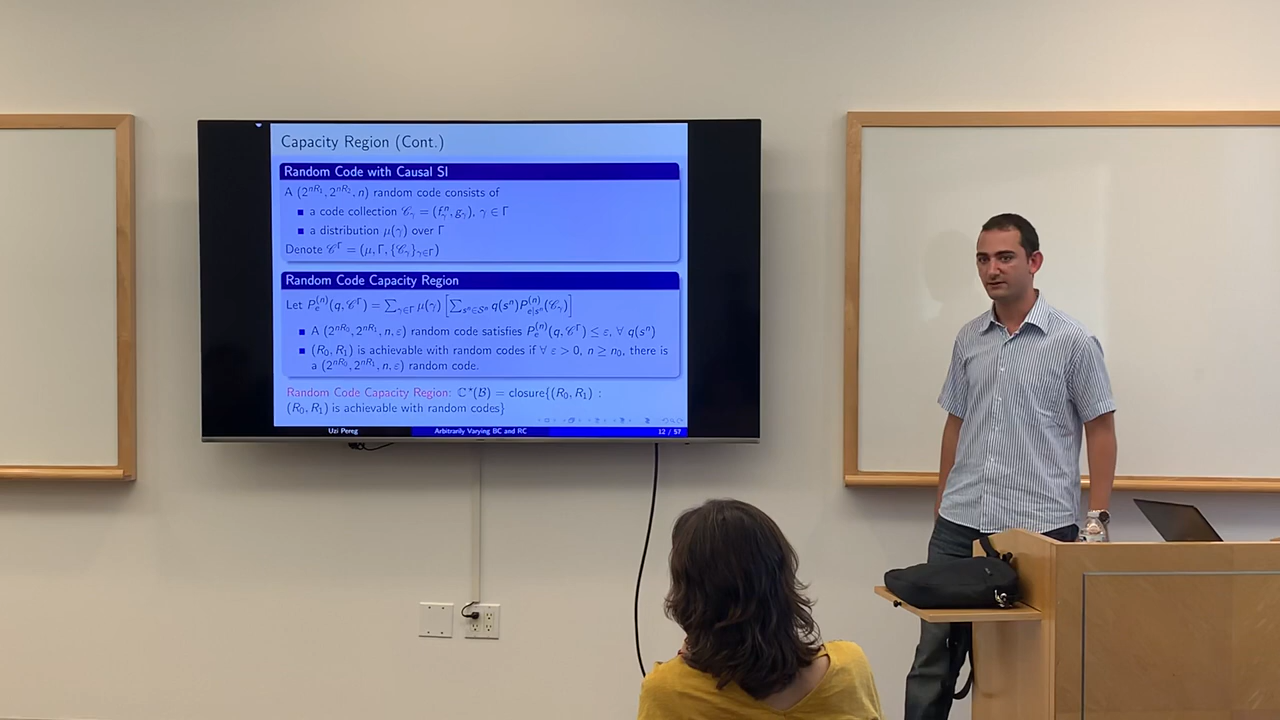 Capacity Region (Cont.)
Random Code with Causal SI
A (2^{nR_1}, 2^{nR_2}, n) random code consists of
■ a code collection 𝒞_γ = (f_γ^n, g_γ), γ ∈ Γ
■ a distribution μ(γ) over Γ
Denote 𝒞^Γ = (μ, Γ, {𝒞_γ}_{γ∈Γ})
Random Code Capacity Region
Let P_e^{(n)}(q, 𝒞^Γ) = ∑_{γ∈Γ} μ(γ) [∑_{s^n∈𝒮^n} q(s^n) P_{e|s^n}^{(n)}(𝒞_γ)]
■ A (2^{nR_0}, 2^{nR_1}, n, ε) random code satisfies P_e^{(n)}(q, 𝒞^Γ) ≤ ε, ∀ q(s^n)
■ (R_0, R_1) is achievable with random codes if ∀ ε > 0, n ≥ n_0, there is
a (2^{nR_0}, 2^{nR_1}, n, ε) random code.
Random Code Capacity Region: ℂ*(ℬ) = closure{(R_0, R_1) :
(R_0, R_1) is achievable with random codes}
Uzi Pereg Arbitrarily Varying BC and RC 12 / 57